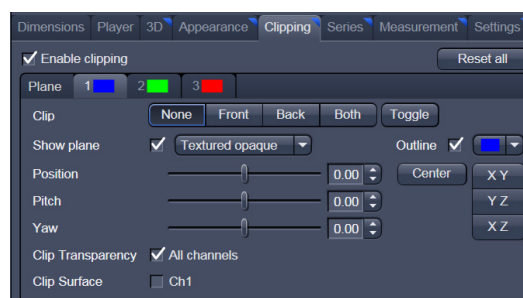 Dimensions Player 3D Appearance Clipping Series Measurement Settings
Enable clipping Reset all
Plane 1 2 3
Clip None Front Back Both Toggle
Show plane Textured opaque Outline
Position 0.00 Center X Y
Pitch 0.00 Y Z
Yaw 0.00 X Z
Clip Transparency All channels
Clip Surface Ch1